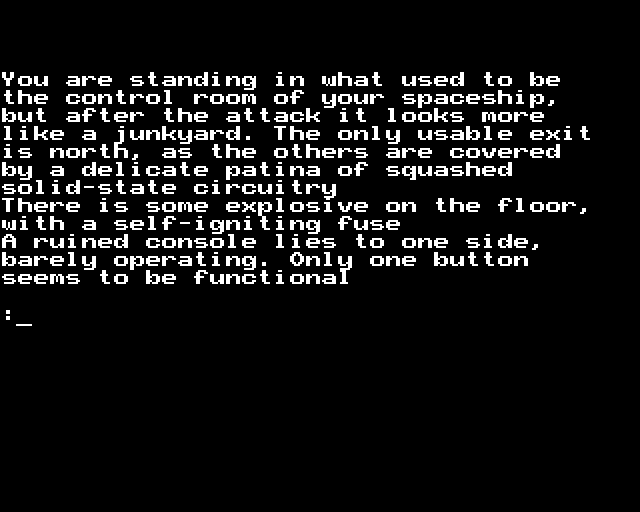 You are standing in what used to be
the control room of your spaceship,
but after the attack it looks more
like a junkyard. The only usable exit
is north, as the others are covered
by a delicate patina of squashed
solid-state circuitry
There is some explosive on the floor,
with a self-igniting fuse
A ruined console lies to one side,
barely operating. Only one button
seems to be functional
:_